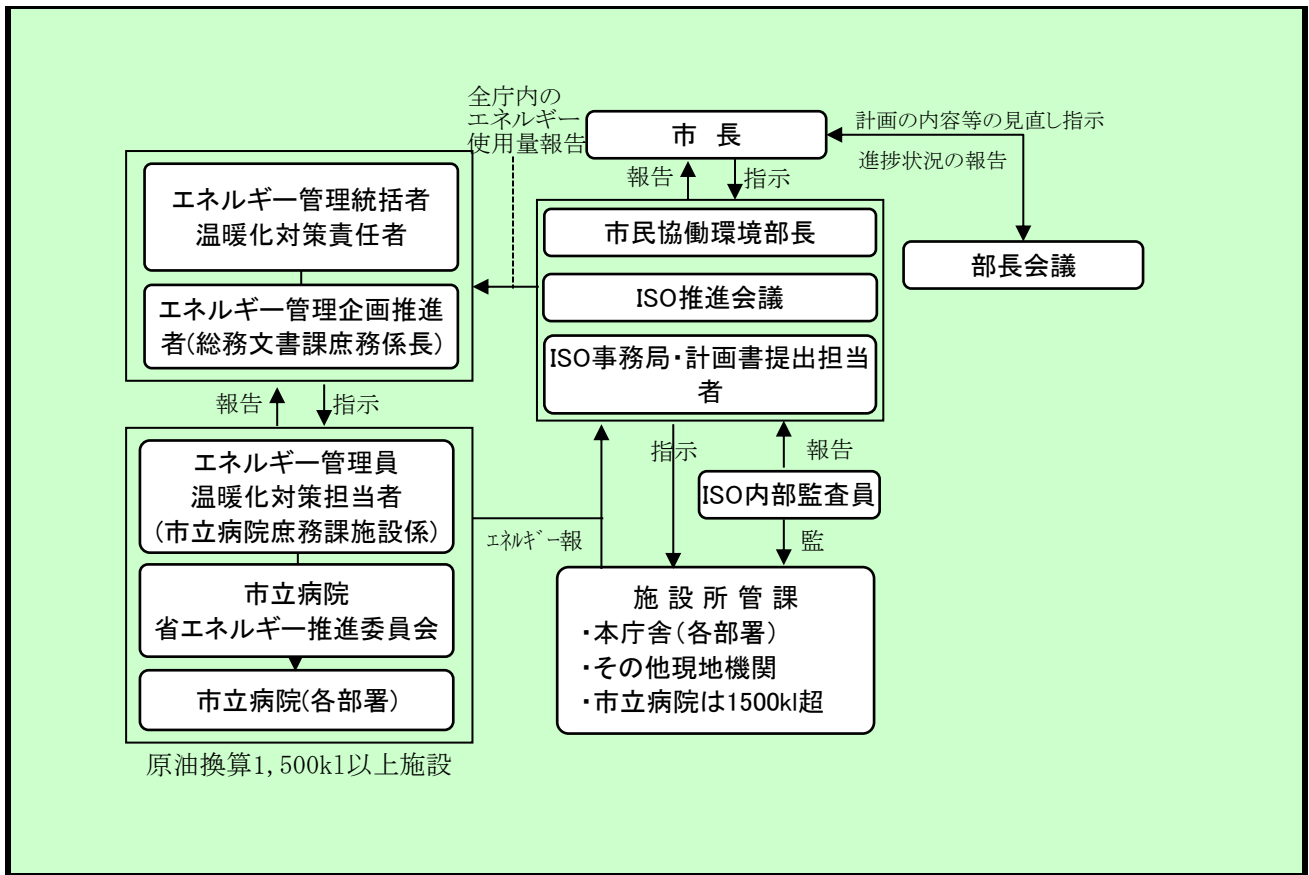 全庁内の
エネルギー
使用量報告
市 長
計画の内容等の見直し指示
進捗状況の報告
報告
指示
エネルギー管理統括者
温暖化対策責任者
市民協働環境部長
部長会議
ISO推進会議
エネルギー管理企画推進
者(総務文書課庶務係長)
ISO事務局・計画書提出担当
者
報告
指示
エネルギー管理員
温暖化対策担当者
(市立病院庶務課施設係)
指示
報告
ISO内部監査員
エネルギー報
監
市立病院
省エネルギー推進委員会
施 設 所 管 課
・本庁舎(各部署)
・その他現地機関
・市立病院は1500kl超
市立病院(各部署)
原油換算1,500kl以上施設